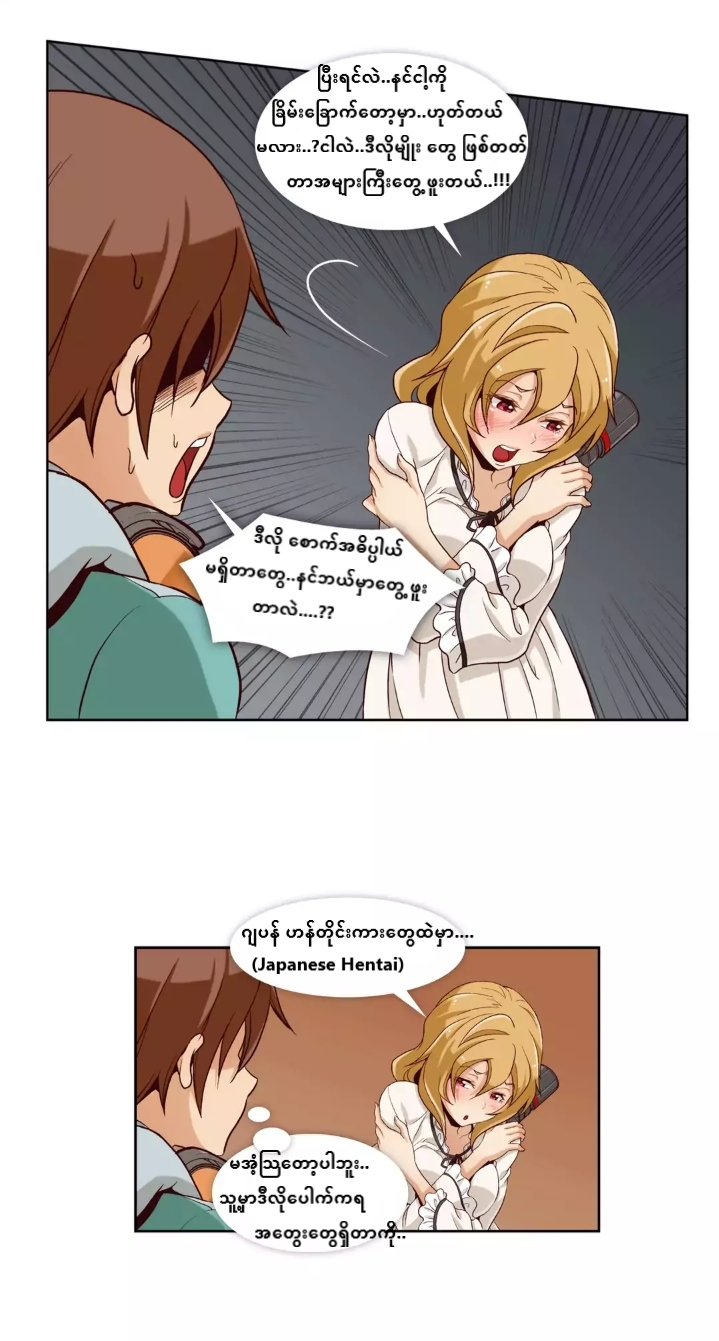 ပြီးရင်လဲ..နင်ငါ့ကို
ခြိမ်းခြောက်တော့မှာ..ဟုတ်တယ်
မလား..?ငါလဲ..ဒီလိုမျိုး တွေ ဖြစ်တတ်
တာအများကြီးတွေ့ဖူးတယ်..!!!
ဒီလို စောက်အဓိပ္ပါယ်
မရှိတာတွေ..နင်ဘယ်မှာတွေ့ဖူး
တာလဲ....??
ဂျပန် ဟန်တိုင်းကားတွေထဲမှာ....
(Japanese Hentai)
မအံ့ဩတော့ပါဘူး..
သူ့မှာဒီလိုပေါက်ကရ
အတွေးတွေရှိတာကို..